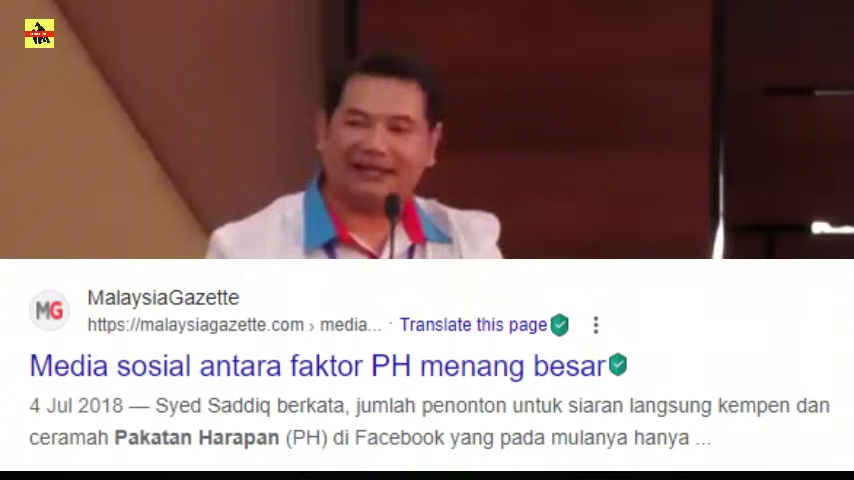 MG
MalaysiaGazette
https://malaysiagazette.com › media... · Translate this page
Media sosial antara faktor PH menang besar
4 Jul 2018 — Syed Saddiq berkata, jumlah penonton untuk siaran langsung kempen dan
ceramah Pakatan Harapan (PH) di Facebook yang pada mulanya hanya ...